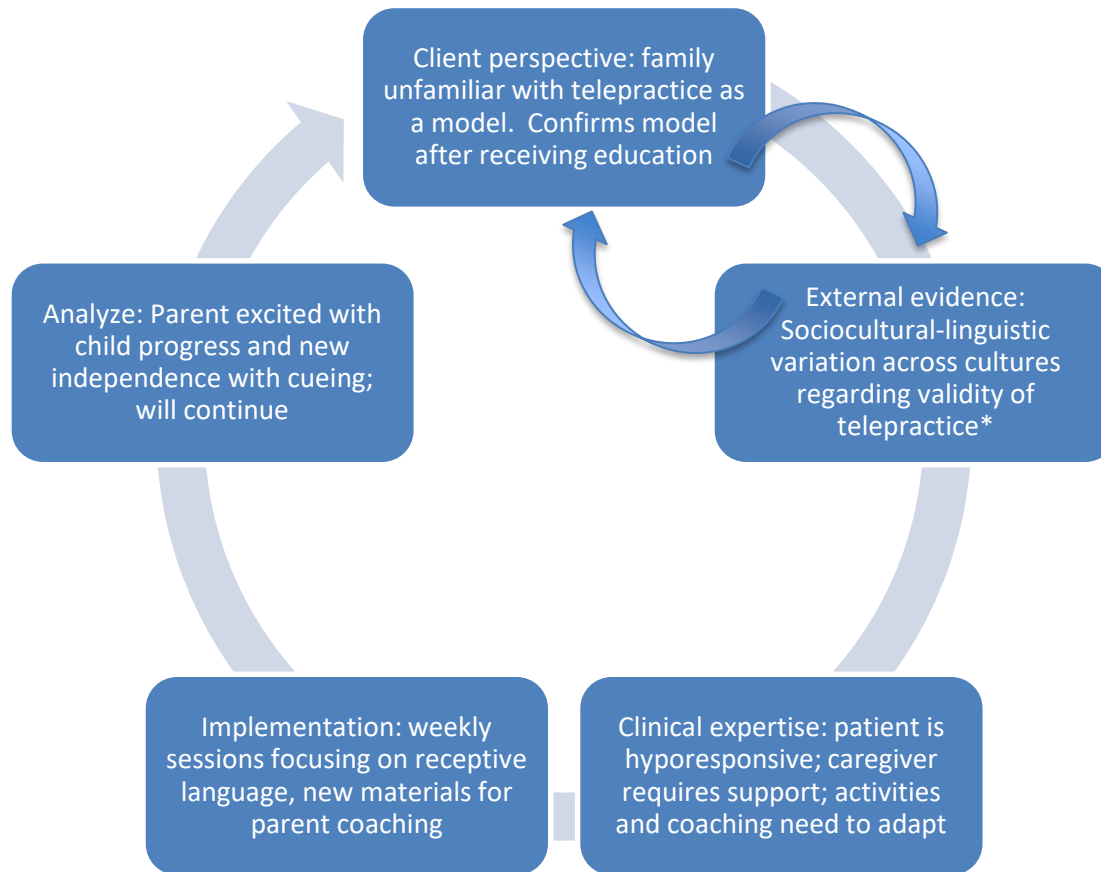 Client perspective: family
unfamiliar with telepractice as
a model.  Confirms model
after receiving education
External evidence:
Sociocultural-linguistic
variation across cultures
regarding validity of
telepractice*
Clinical expertise: patient is
hyporesponsive; caregiver
requires support; activities
and coaching need to adapt
Implementation: weekly
sessions focusing on receptive
language, new materials for
parent coaching
Analyze: Parent excited with
child progress and new
independence with cueing;
will continue